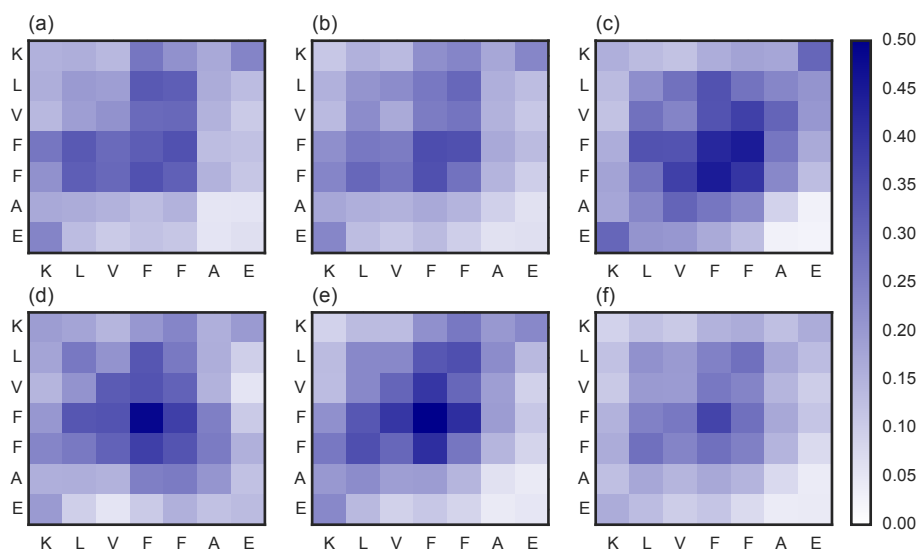 (a) (b) (c)
K
L
V
F
F
A
E
K L V F F A E
K
L
V
F
F
A
E
K L V F F A E
K
L
V
F
F
A
E
K L V F F A E
(d) (e) (f)
K
L
V
F
F
A
E
K L V F F A E
K
L
V
F
F
A
E
K L V F F A E
K
L
V
F
F
A
E
K L V F F A E
0.50
0.45
0.40
0.35
0.30
0.25
0.20
0.15
0.10
0.05
0.00